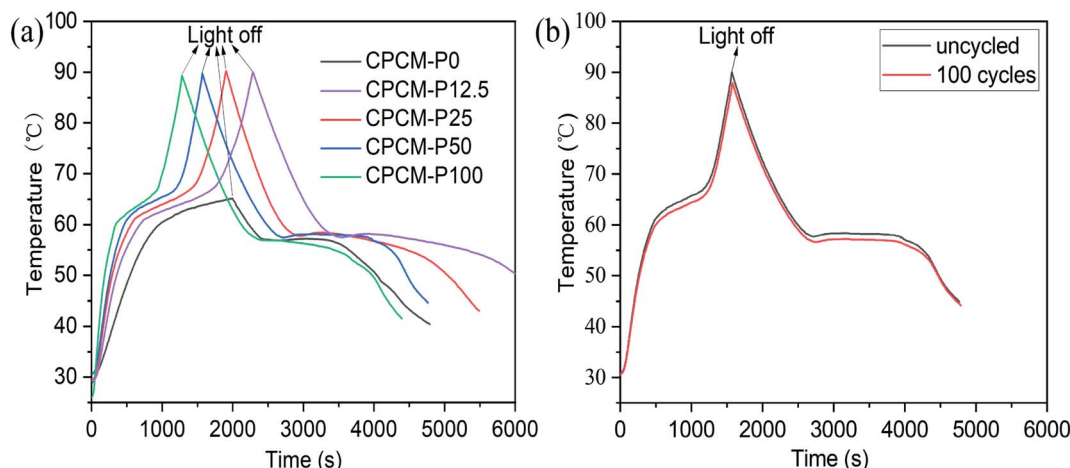 (a)
Light off
CPCM-P0
CPCM-P12.5
CPCM-P25
CPCM-P50
CPCM-P100
Temperature (℃)
100
90
80
70
60
50
40
30
0 1000 2000 3000 4000 5000 6000
Time (s)
(b)
Light off
uncycled
100 cycles
Temperature (℃)
100
90
80
70
60
50
40
30
0 1000 2000 3000 4000 5000 6000
Time (s)